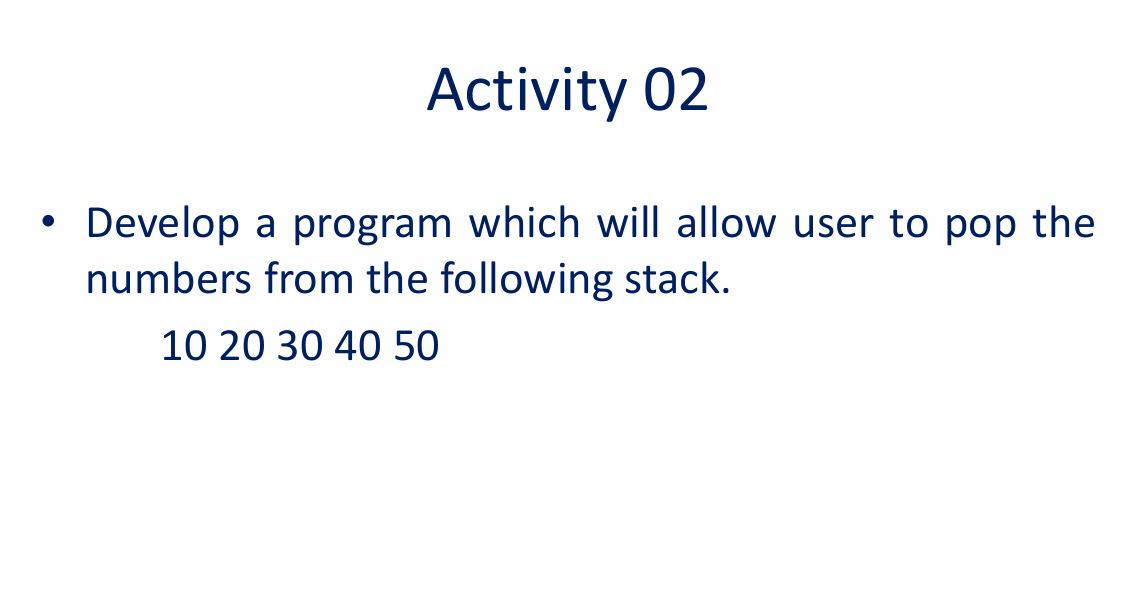 Activity 02
• Develop a program which will allow user to pop the
numbers from the following stack.
10 20 30 40 50